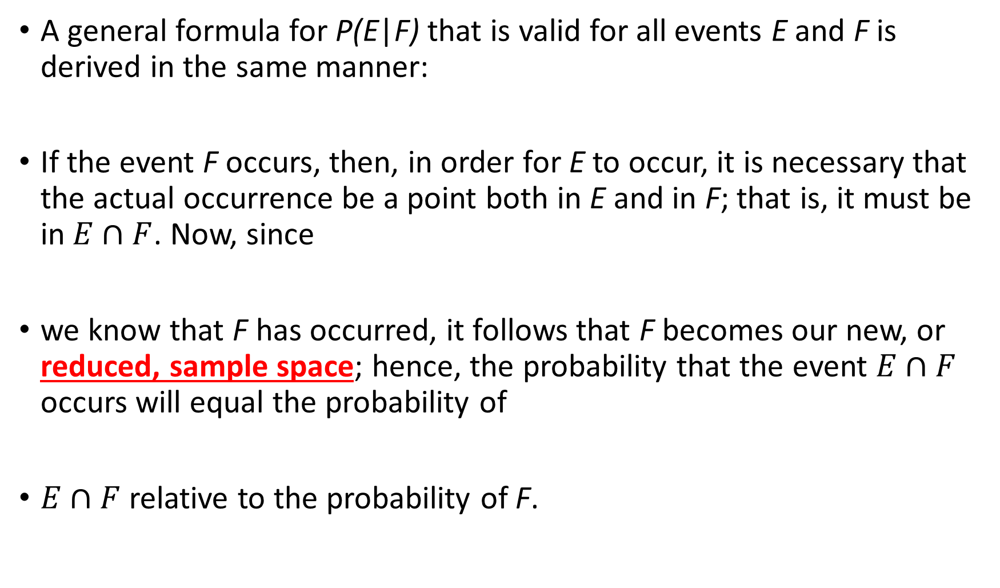 • A general formula for P(E|F) that is valid for all events E and F is
derived in the same manner:
• If the event F occurs, then, in order for E to occur, it is necessary that
the actual occurrence be a point both in E and in F; that is, it must be
in E ∩ F. Now, since
• we know that F has occurred, it follows that F becomes our new, or
reduced, sample space; hence, the probability that the event E ∩ F
occurs will equal the probability of
• E ∩ F relative to the probability of F.